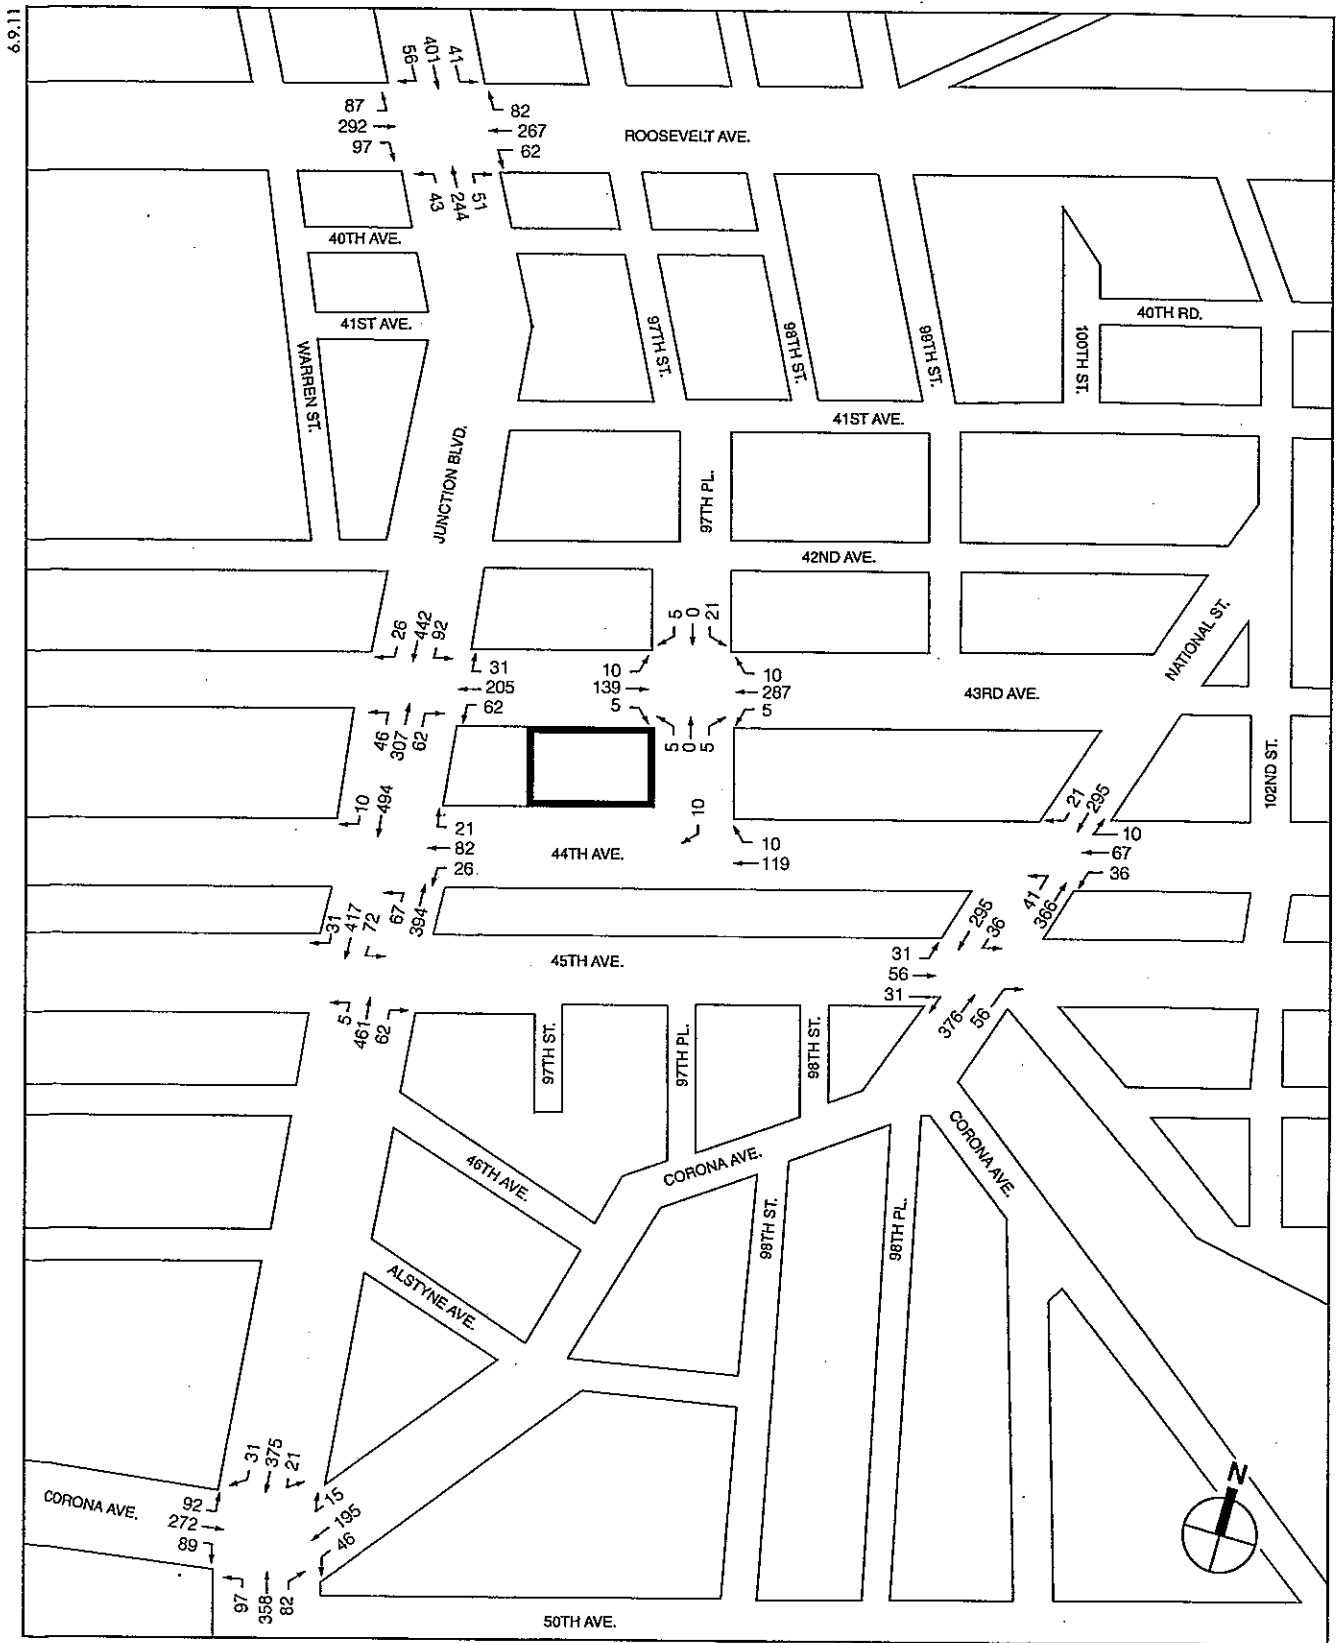 6.9.11
56
401
41
87
292
97
82
267
62
ROOSEVELT AVE.
43
244
51
40TH AVE.
41ST AVE.
WARREN ST.
JUNCTION BLVD.
97TH ST.
98TH ST.
99TH ST.
100TH ST.
40TH RD.
41ST AVE.
97TH PL.
42ND AVE.
NATIONAL ST.
26
442
92
31
205
62
46
307
62
5
0
21
10
139
5
10
287
5
5
0
5
43RD AVE.
102ND ST.
10
494
21
82
26
67
394
44TH AVE.
10
10
119
21
295
10
67
36
41
366
31
417
72
5
461
62
45TH AVE.
295
36
31
56
31
376
56
97TH ST.
97TH PL.
98TH ST.
46TH AVE.
CORONA AVE.
CORONA AVE.
98TH ST.
98TH PL.
ALSTYNE AVE.
31
375
21
CORONA AVE.
92
272
89
15
195
46
97
358
82
50TH AVE.
N